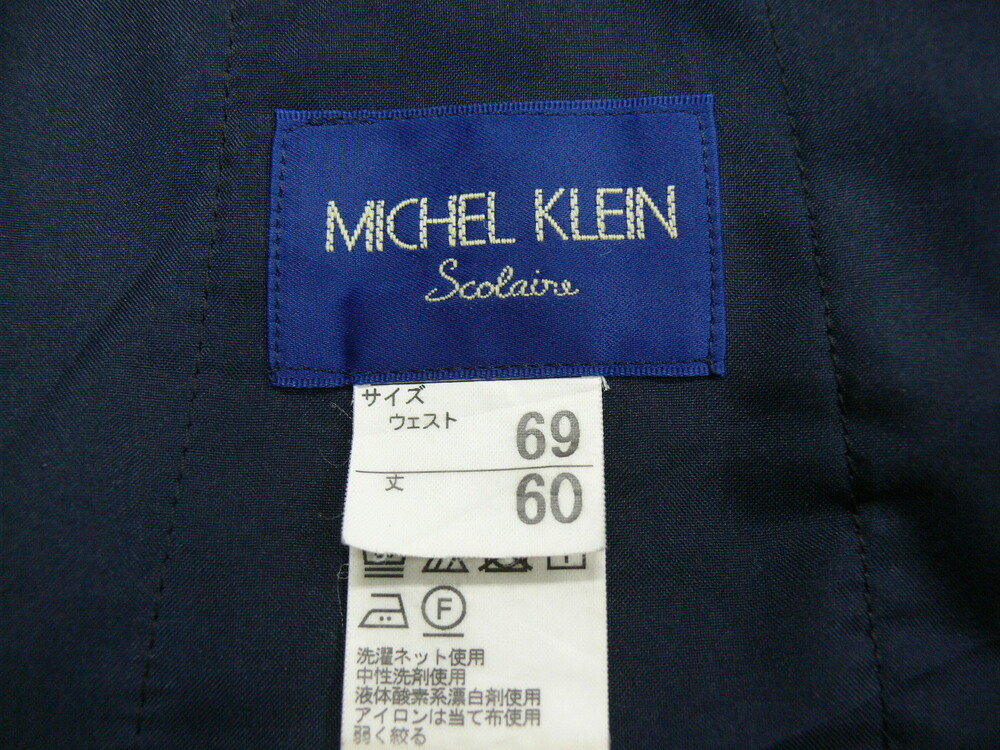 MICHEL KLEIN
Scolaire
サイズ
ウェスト 69
丈 60
F
洗濯ネット使用
中性洗剤使用
液体酸素系漂白剤使用
アイロンは当て布使用
弱く絞る